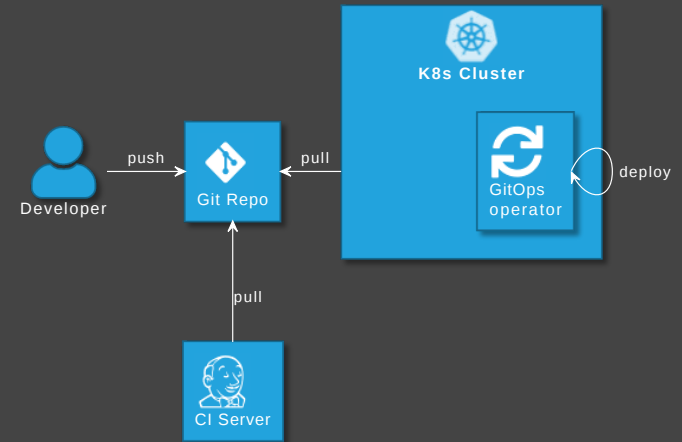 K8s Cluster
push
Git Repo
pull
Developer
GitOps
operator
deploy
pull
CI Server